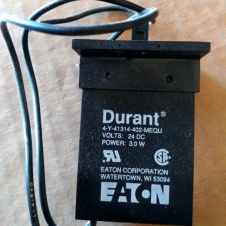 Durant®
4-Y-41314-402-MEQU
VOLTS: 24 DC
POWER: 3.0 W
EATON CORPORATION
WATERTOWN, WI 53094
EATON